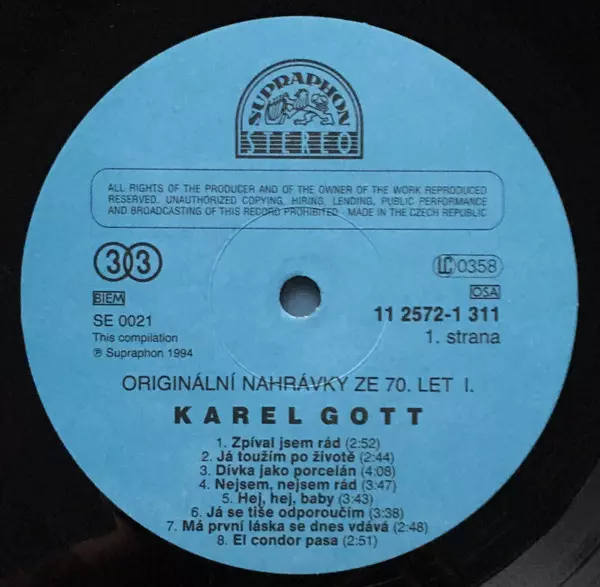 SUPRAPHON
STEREO
ALL RIGHTS OF THE PRODUCER AND OF THE OWNER OF THE WORK REPRODUCED
RESERVED. UNAUTHORIZED COPYING, HIRING, LENDING, PUBLIC PERFORMANCE
AND BROADCASTING OF THIS RECORD PROHIBITED · MADE IN THE CZECH REPUBLIC
33
LC 0358
BIEM
OSA
SE 0021
11 2572-1 311
This compilation
1. strana
℗ Supraphon 1994
ORIGINÁLNÍ NAHRÁVKY ZE 70. LET I.
KAREL GOTT
1. Zpíval jsem rád (2:52)
2. Já toužím po životě (2:44)
3. Dívka jako porcelán (4:08)
4. Nejsem, nejsem rád (3:47)
5. Hej, hej, baby (3:43)
6. Já se tiše odporoučím (3:38)
7. Má první láska se dnes vdává (2:48)
8. El condor pasa (2:51)